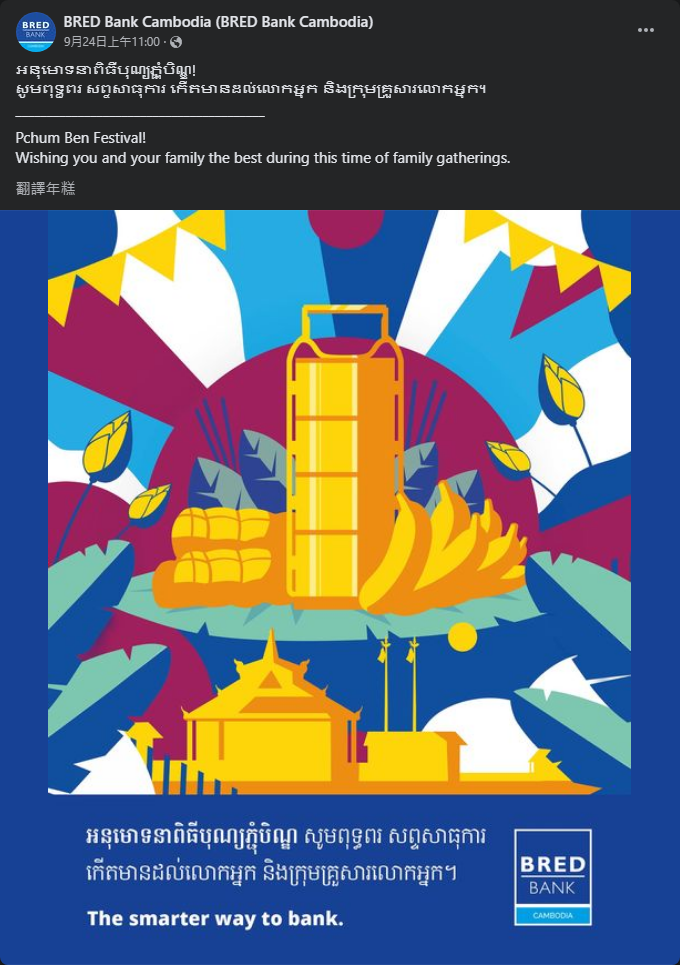 BRED Bank Cambodia (BRED Bank Cambodia)
9月24日上午11:00 ·
អនុមោទនាពិធីបុណ្យភ្ជុំបិណ្ឌ!
សូមពុទ្ធពរ សព្ទសាធុការ កើតមានដល់លោកអ្នក និងក្រុមគ្រួសារលោកអ្នក។
Pchum Ben Festival!
Wishing you and your family the best during this time of family gatherings.
翻譯年糕
អនុមោទនាពិធីបុណ្យភ្ជុំបិណ្ឌ សូមពុទ្ធពរ សព្ទសាធុការ
កើតមានដល់លោកអ្នក និងក្រុមគ្រួសារលោកអ្នក។
The smarter way to bank.
BRED
BANK
CAMBODIA